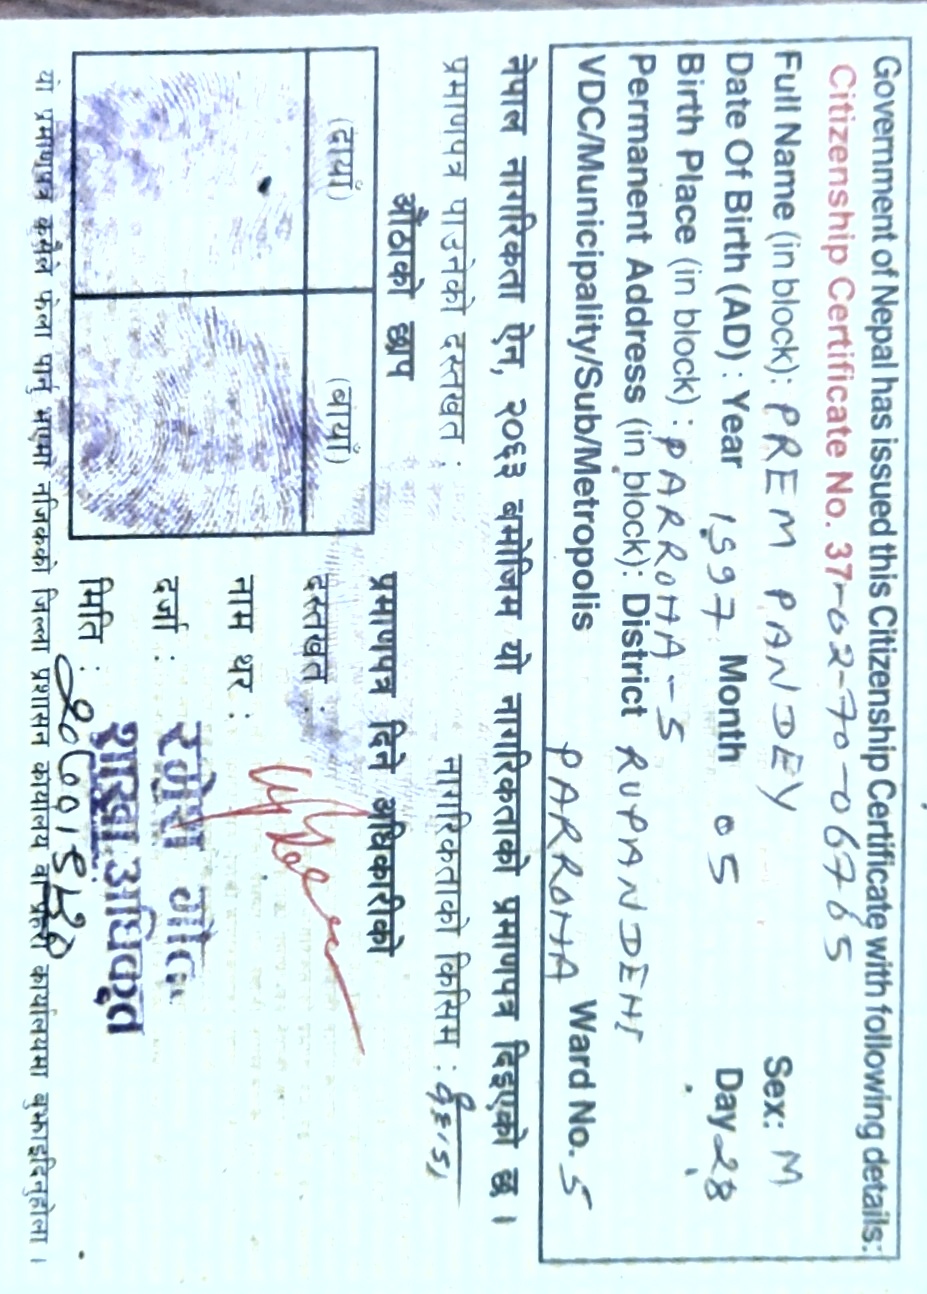 Government of Nepal has issued this Citizenship Certificate with following details:
Citizenship Certificate No. 37-02-70-06765
Full Name (in block): PREM PANDEY Sex: M
Date Of Birth (AD) : Year 1997 Month 05 Day 28
Birth Place (in block) : PARROHA-5
Permanent Address (in block): District RUPANDEHI
VDC/Municipality/Sub/Metropolis PARROHA Ward No. 5
नेपाल नागरिकता ऐन, २०६३ बमोजिम यो नागरिकताको प्रमाणपत्र दिइएको छ ।
प्रमाणपत्र पाउनेको दस्तखत : नागरिकताको किसिम :
औंठाको छाप
(दायाँ) (बायाँ)
प्रमाणपत्र दिने अधिकारीको
दस्तखत :
नाम थर :
रमेश
दर्जा :
शाखा अधिकृत
मिति :
यो प्रमाणपत्र कसैले फेला पार्नु भएमा नजिकको जिल्ला प्रशासन कार्यालय वा प्रहरी कार्यालयमा बुझाइदिनुहोला ।